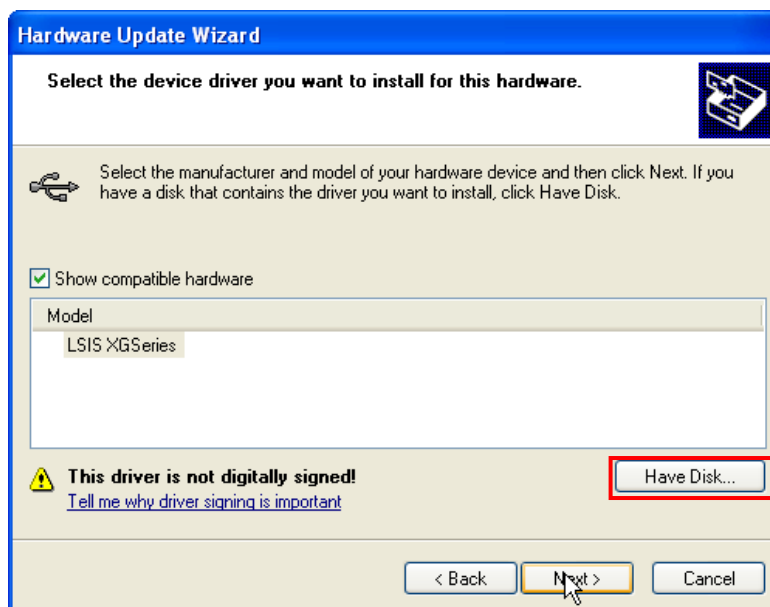 Hardware Update Wizard
Select the device driver you want to install for this hardware.
Select the manufacturer and model of your hardware device and then click Next. If you
have a disk that contains the driver you want to install, click Have Disk.
Show compatible hardware
Model
LSIS XGSeries
This driver is not digitally signed!
Tell me why driver signing is important
Have Disk...
< Back
Next >
Cancel